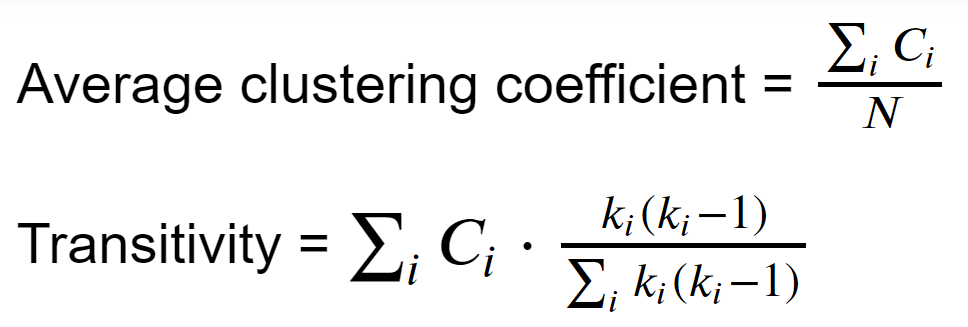 Average clustering coefficient = ∑ᵢ Cᵢ / N
Transitivity = ∑ᵢ Cᵢ · kᵢ(kᵢ−1) / ∑ᵢ kᵢ(kᵢ−1)